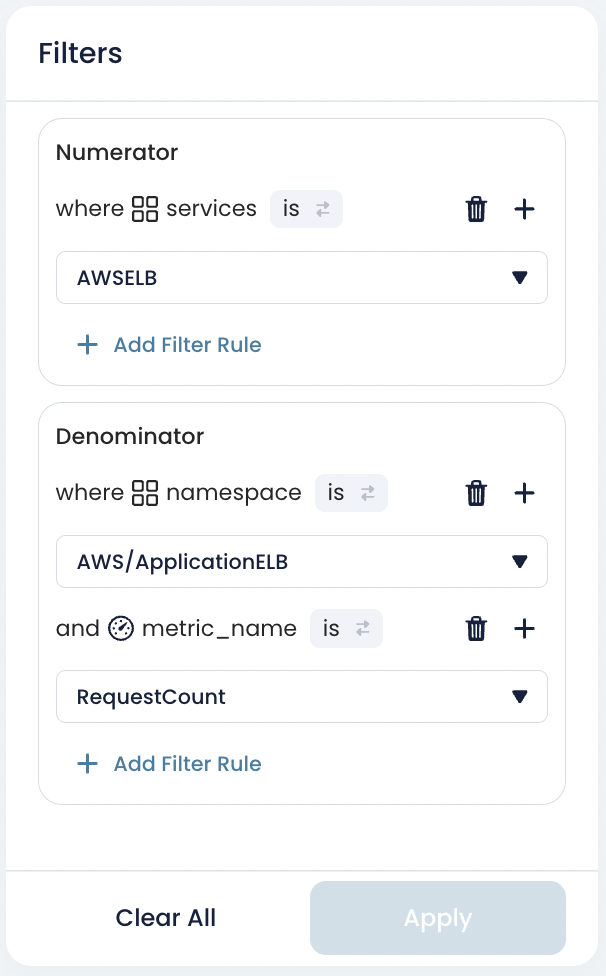 Filters
Numerator
where services is
AWSELB
Add Filter Rule
Denominator
where namespace is
AWS/ApplicationELB
and metric_name is
RequestCount
Add Filter Rule
Clear All Apply